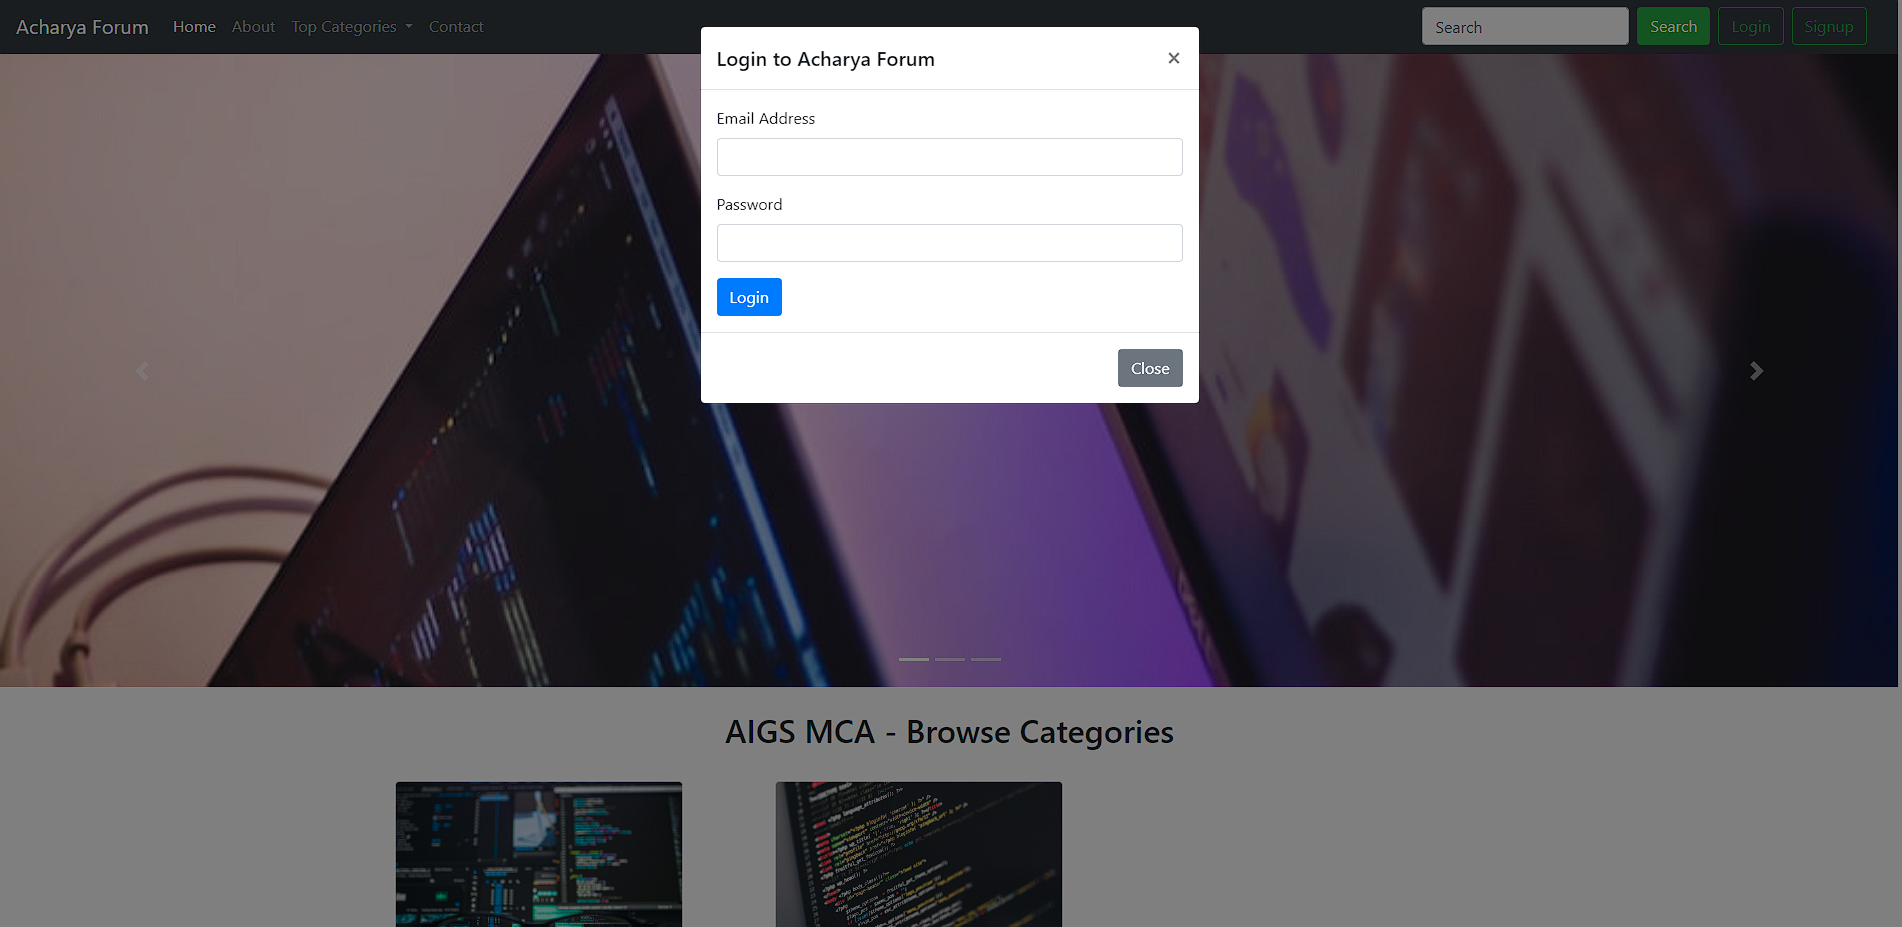 Acharya Forum Home About Top Categories Contact Search Search Login Signup
Login to Acharya Forum ×
Email Address
Password
Login
Close
AIGS MCA - Browse Categories